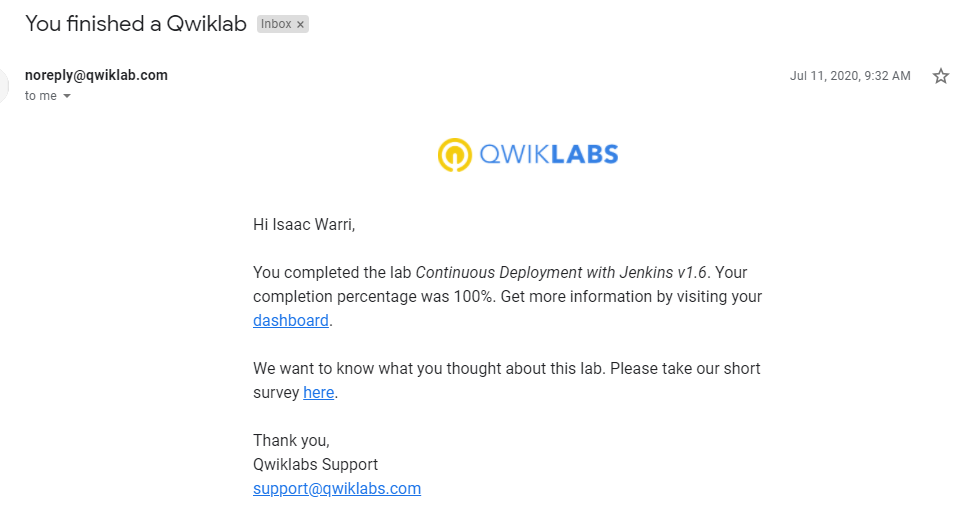 You finished a Qwiklab Inbox ×
noreply@qwiklab.com Jul 11, 2020, 9:32 AM
to me
QWIKLABS
Hi Isaac Warri,
You completed the lab Continuous Deployment with Jenkins v1.6. Your
completion percentage was 100%. Get more information by visiting your
dashboard.
We want to know what you thought about this lab. Please take our short
survey here.
Thank you,
Qwiklabs Support
support@qwiklabs.com